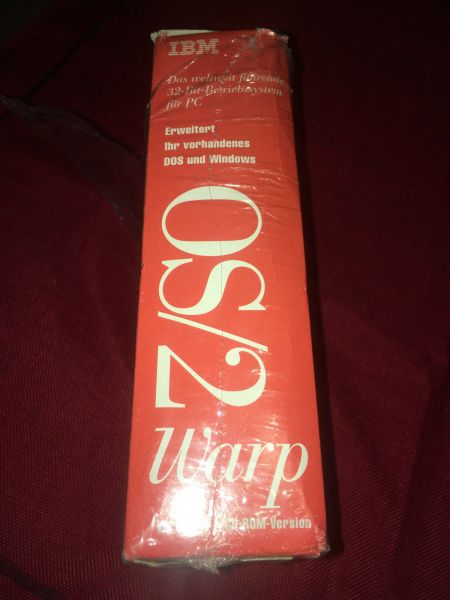 IBM
Das weltweit führende
32-Bit-Betriebssystem
für PC
Erweitert
Ihr vorhandenes
DOS und Windows
OS/2
Warp
ROM-Version